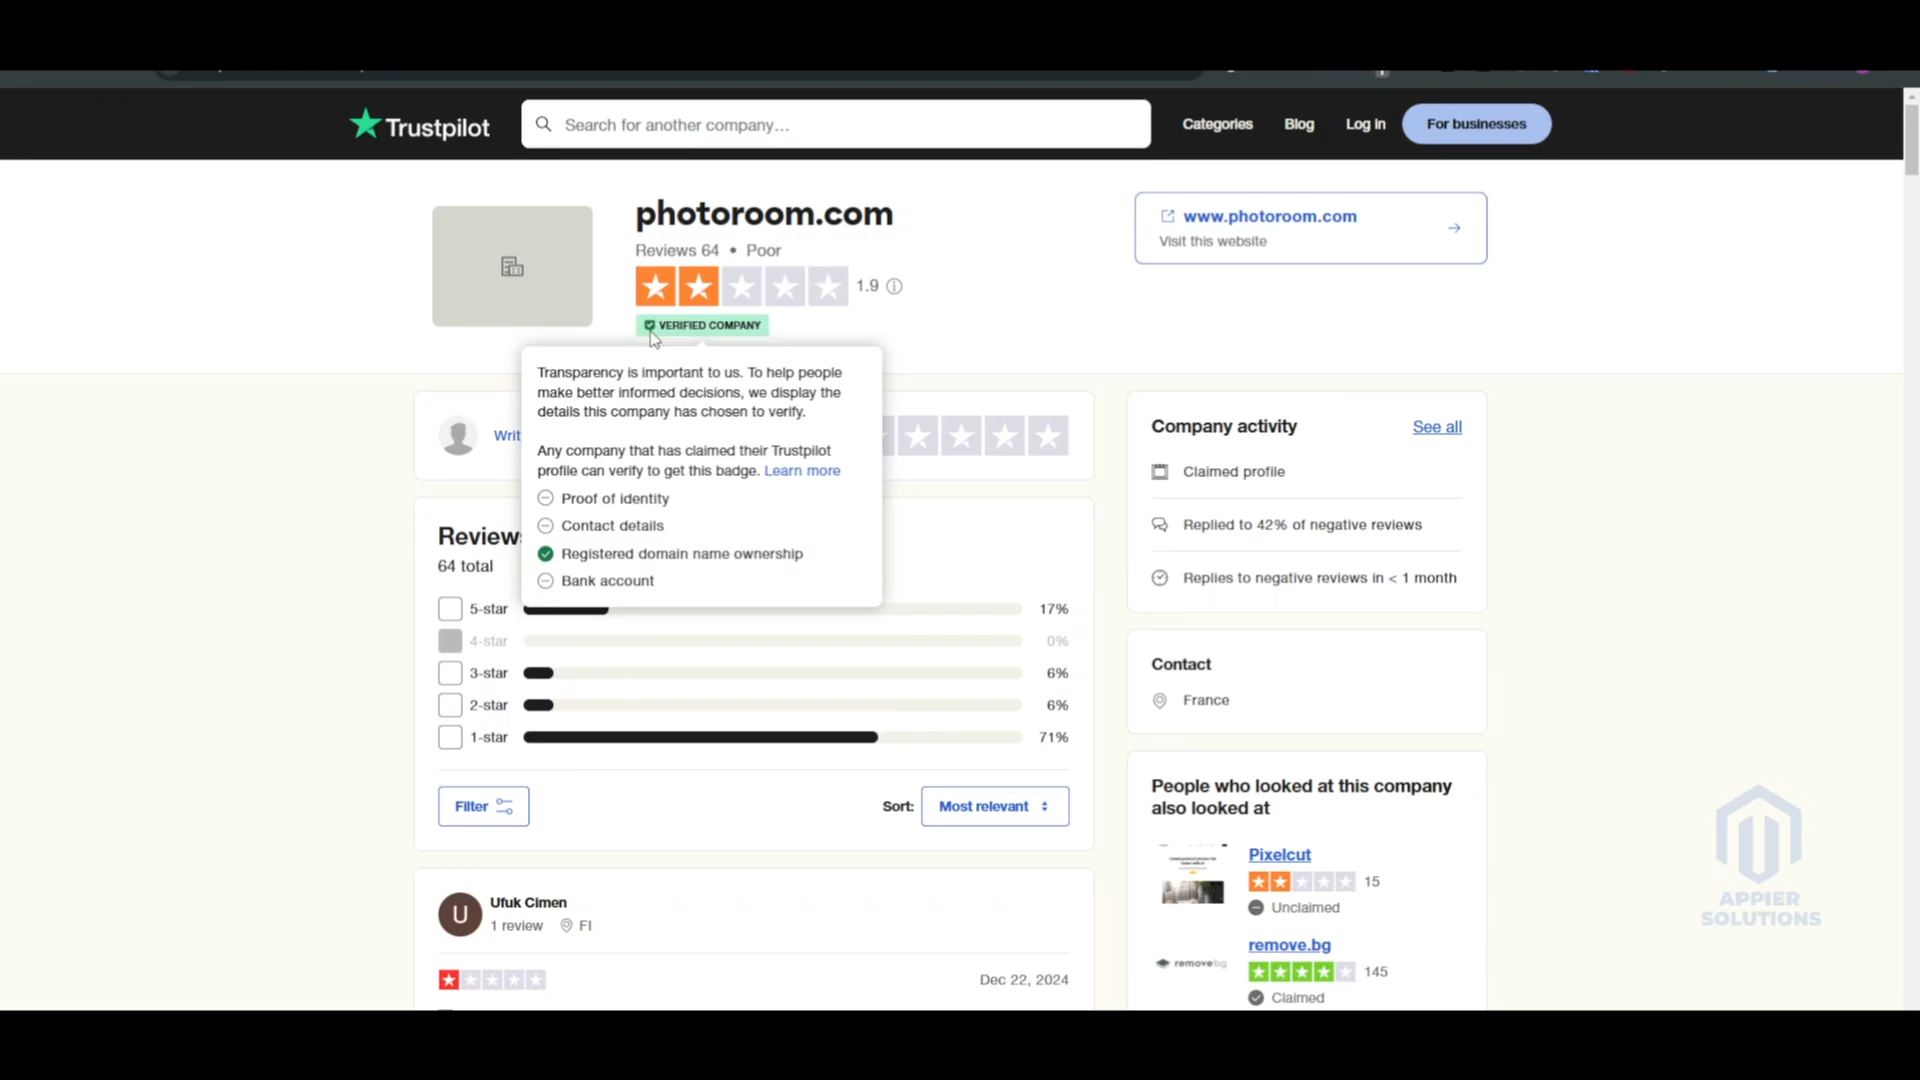 Trustpilot
Search for another company...
Categories
Blog
Log in
For businesses
photoroom.com
Reviews 64 • Poor
1.9
VERIFIED COMPANY
www.photoroom.com
Visit this website
Transparency is important to us. To help people
make better informed decisions, we display the
details this company has chosen to verify.
Any company that has claimed their Trustpilot
profile can verify to get this badge. Learn more
Proof of identity
Contact details
Registered domain name ownership
Bank account
Writ
Reviews
64 total
5-star 17%
4-star 0%
3-star 6%
2-star 6%
1-star 71%
Filter
Sort: Most relevant
U
Ufuk Cimen
1 review FI
Dec 22, 2024
Company activity
See all
Claimed profile
Replied to 42% of negative reviews
Replies to negative reviews in < 1 month
Contact
France
People who looked at this company
also looked at
Pixelcut
15
Unclaimed
removebg
remove.bg
145
Claimed
APPIER
SOLUTIONS